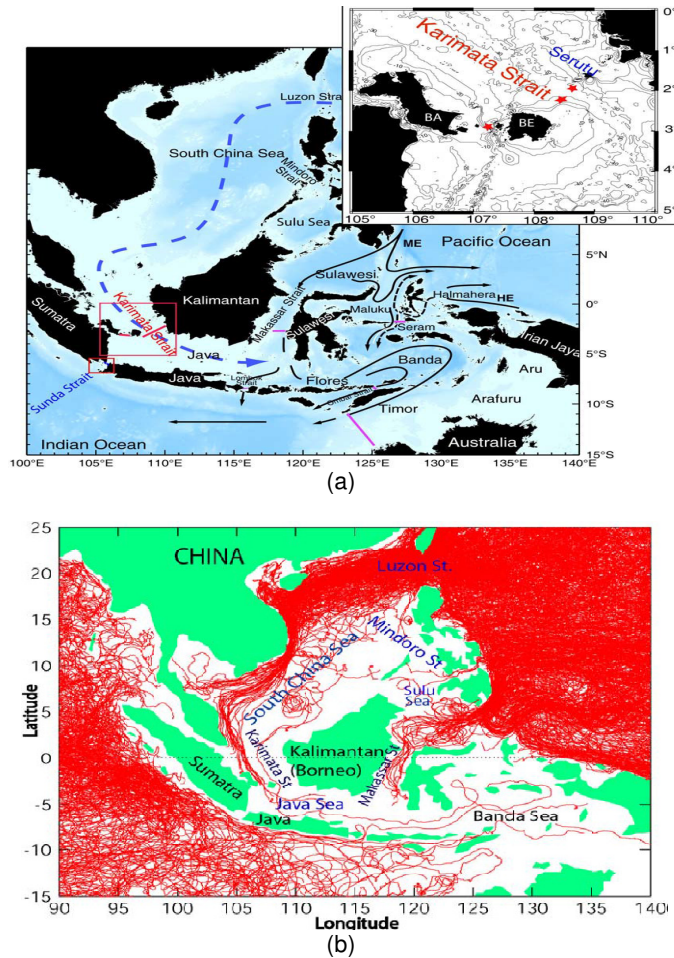 Karimata Strait
Serutu
BA
BE
0°
1°
2°
3°
4°
5°
105°
106°
107°
108°
109°
110°
Luzon Strait
South China Sea
Mindoro
Strait
Sulu Sea
Pacific Ocean
5°N
0°
5°S
10°S
15°S
ME
Sulawesi
Halmahera
HE
Maluku
Seram
Kalimantan
Makassar Strait
Sulawesi
Sumatra
Karimata Strait
Java
Java
Lombok
Strait
Flores
Banda
Ombai Strait
Irian Jaya
Aru
Timor
Arafuru
Sunda Strait
Indian Ocean
Australia
100°E
105°E
110°E
115°E
120°E
125°E
130°E
135°E
140°E
(a)
CHINA
Luzon St.
South China Sea
Mindoro St
Sulu
Sea
Kalimantan
(Borneo)
Karimata St
Makassar St
Sumatra
Java Sea
Java
Banda Sea
Latitude
25
20
15
10
5
0
-5
-10
-15
90
95
100
105
110
115
120
125
130
135
140
Longitude
(b)